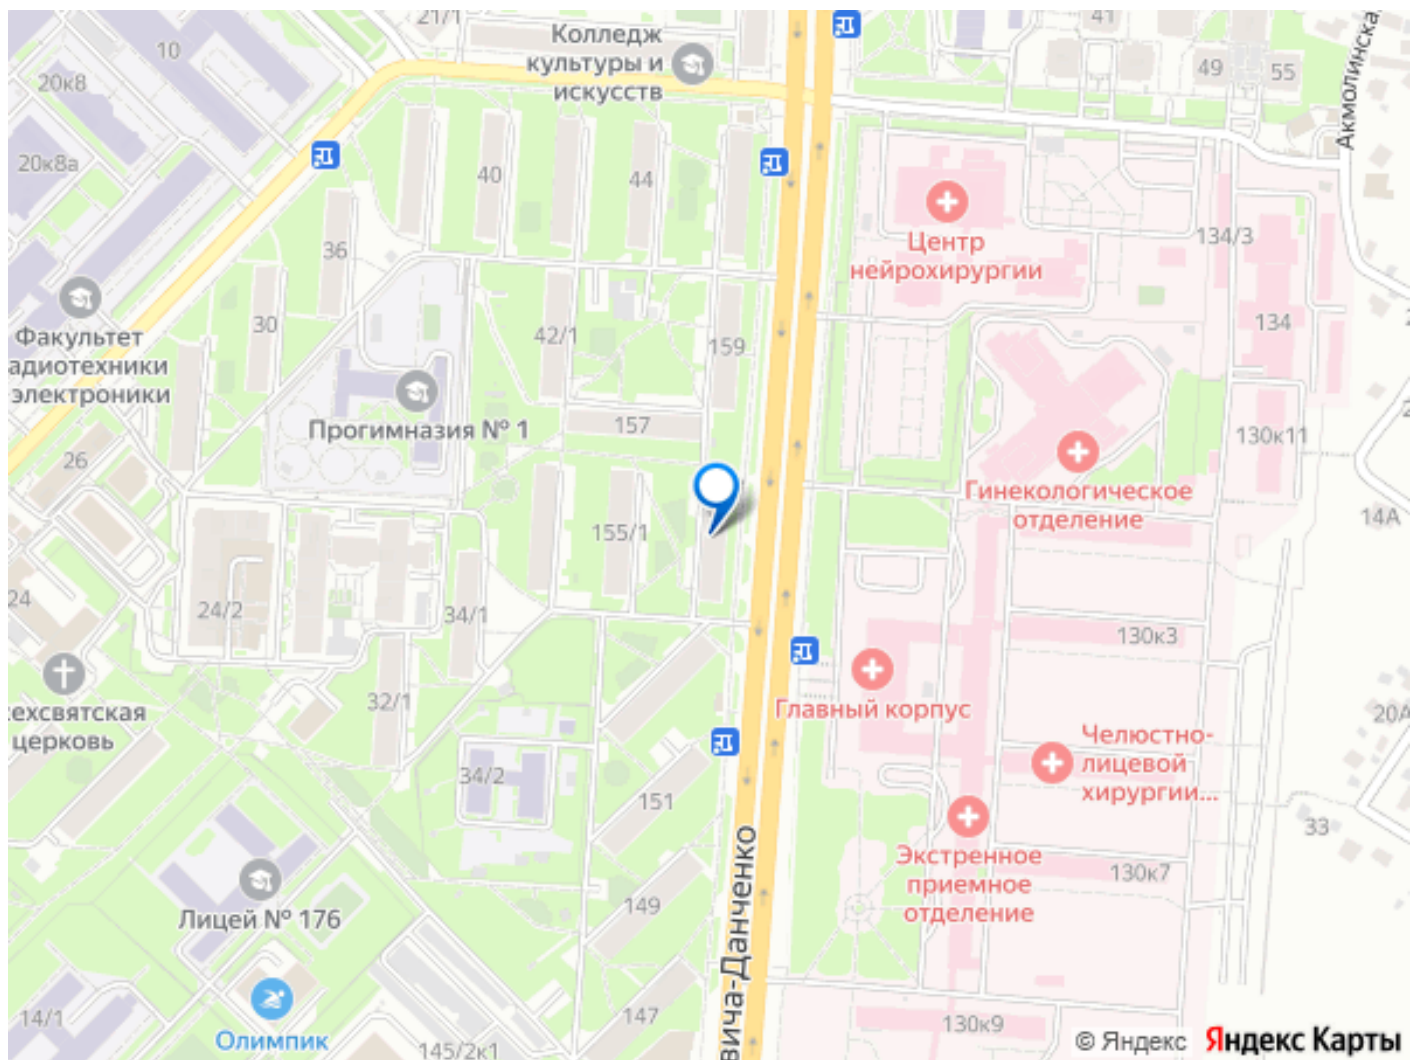 21/1
Колледж
культуры и
искусств
10
41
49
55
Акмолинска
20к8
20к8а
40
44
36
Центр
нейрохирургии
134/3
30
42/1
159
134
Факультет
адиотехники
электроники
Прогимназия № 1
157
130к11
26
Гинекологическое
отделение
14А
155/1
24
24/2
34/1
130к3
32/1
Главный корпус
ехсвятская
церковь
20А
Челюстно-
лицевой
хирургии...
34/2
151
33
Экстренное
приемное
отделение
130к7
Лицей № 176
149
вича-Данченко
14/1
Олимпик
147
145/2к1
130к9
© Яндекс Яндекс Карты